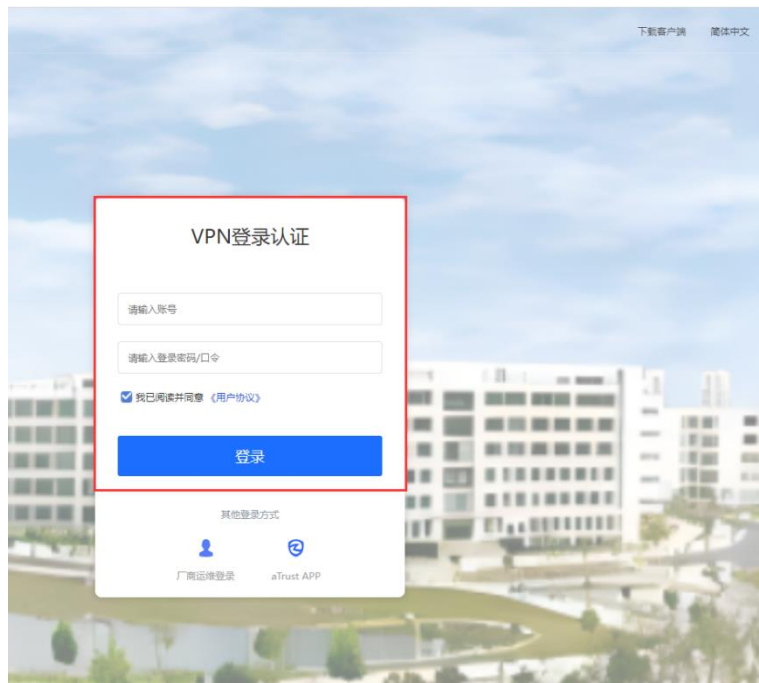 下载客户端 简体中文
VPN登录认证
请输入账号
请输入登录密码/口令
我已阅读并同意 《用户协议》
登录
其他登录方式
厂商运维登录 aTrust APP